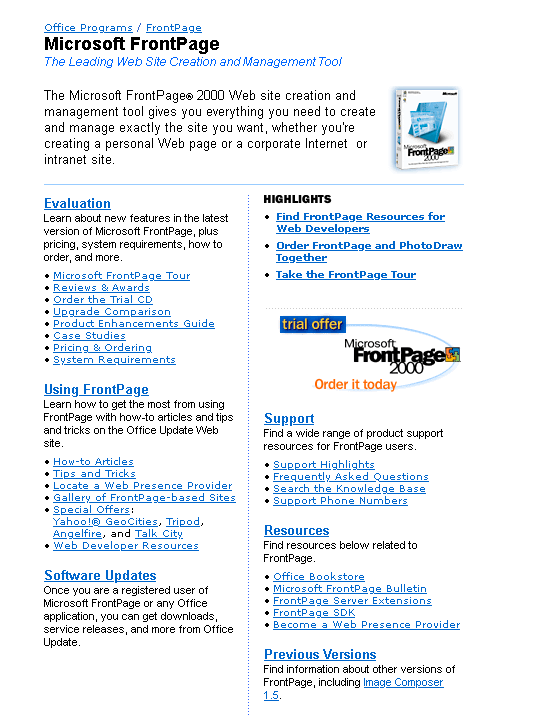 Office Programs / FrontPage
Microsoft FrontPage
The Leading Web Site Creation and Management Tool
The Microsoft FrontPage® 2000 Web site creation and
management tool gives you everything you need to create
and manage exactly the site you want, whether you're
creating a personal Web page or a corporate Internet or
intranet site.
Microsoft
Microsoft
FrontPage
2000
Evaluation
Learn about new features in the latest
version of Microsoft FrontPage, plus
pricing, system requirements, how to
order, and more.
• Microsoft FrontPage Tour
• Reviews & Awards
• Order the Trial CD
• Upgrade Comparison
• Product Enhancements Guide
• Case Studies
• Pricing & Ordering
• System Requirements
Using FrontPage
Learn how to get the most from using
FrontPage with how-to articles and tips
and tricks on the Office Update Web
site.
• How-to Articles
• Tips and Tricks
• Locate a Web Presence Provider
• Gallery of FrontPage-based Sites
• Special Offers:
Yahoo!® GeoCities, Tripod,
Angelfire, and Talk City
• Web Developer Resources
Software Updates
Once you are a registered user of
Microsoft FrontPage or any Office
application, you can get downloads,
service releases, and more from Office
Update.
HIGHLIGHTS
• Find FrontPage Resources for
Web Developers
• Order FrontPage and PhotoDraw
Together
• Take the FrontPage Tour
trial offer
Microsoft
FrontPage
2000
Order it today
Support
Find a wide range of product support
resources for FrontPage users.
• Support Highlights
• Frequently Asked Questions
• Search the Knowledge Base
• Support Phone Numbers
Resources
Find resources below related to
FrontPage.
• Office Bookstore
• Microsoft FrontPage Bulletin
• FrontPage Server Extensions
• FrontPage SDK
• Become a Web Presence Provider
Previous Versions
Find information about other versions of
FrontPage, including Image Composer
1.5.